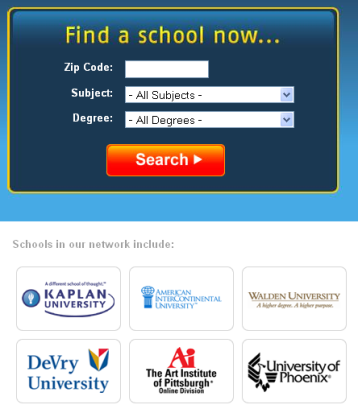 Find a school now...
Zip Code:
Subject: - All Subjects -
Degree: - All Degrees -
Search
Schools in our network include:
A different school of thought.™
KAPLAN
UNIVERSITY
AMERICAN
INTERCONTINENTAL
UNIVERSITY
WALDEN UNIVERSITY
A higher degree. A higher purpose.
DeVry
University
Ai
The Art Institute
of Pittsburgh®
Online Division
University of
Phoenix®